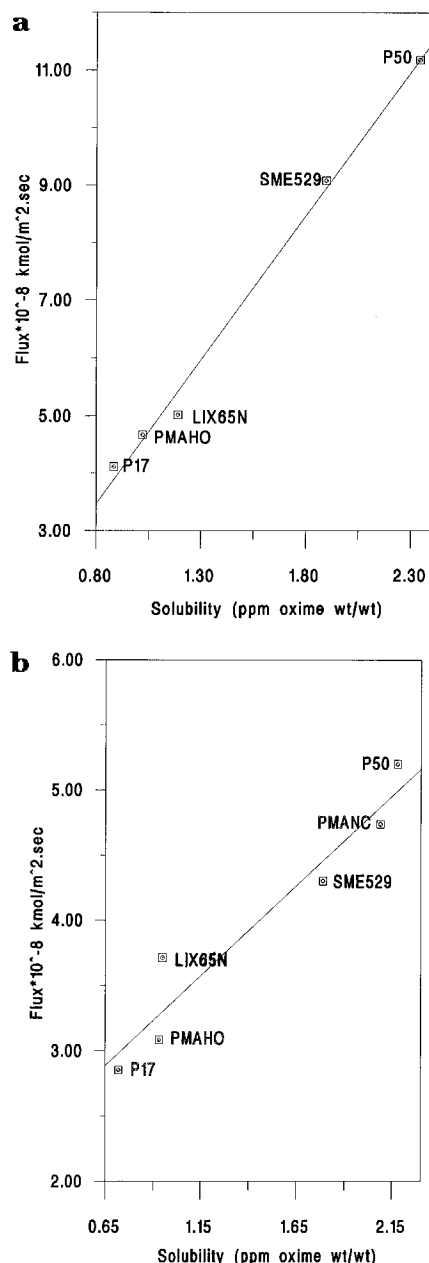 a
11.00
9.00
7.00
5.00
3.00
Flux*10^-8 kmol/m^2.sec
P50
SME529
LIX65N
PMAHO
P17
0.80 1.30 1.80 2.30
Solubility (ppm oxime wt/wt)
b
6.00
5.00
4.00
3.00
2.00
Flux*10^-8 kmol/m^2.sec
P50
PMANC
SME529
LIX65N
PMAHO
P17
0.65 1.15 1.65 2.15
Solubility (ppm oxime wt/wt)